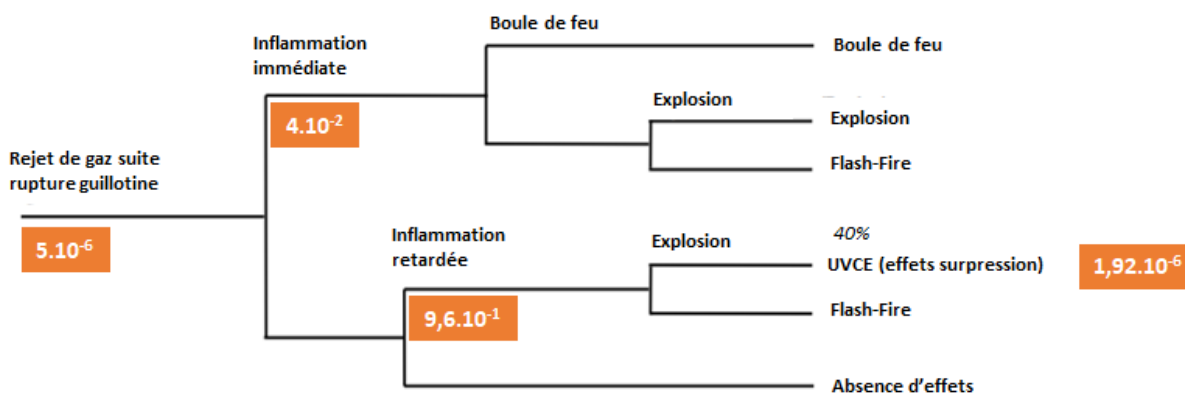 Boule de feu
Boule de feu
Inflammation
immédiate
4.10⁻²
Explosion
Explosion
Flash-Fire
Rejet de gaz suite
rupture guillotine
5.10⁻⁶
Inflammation
retardée
9,6.10⁻¹
Explosion
40%
UVCE (effets surpression)
1,92.10⁻⁶
Flash-Fire
Absence d’effets